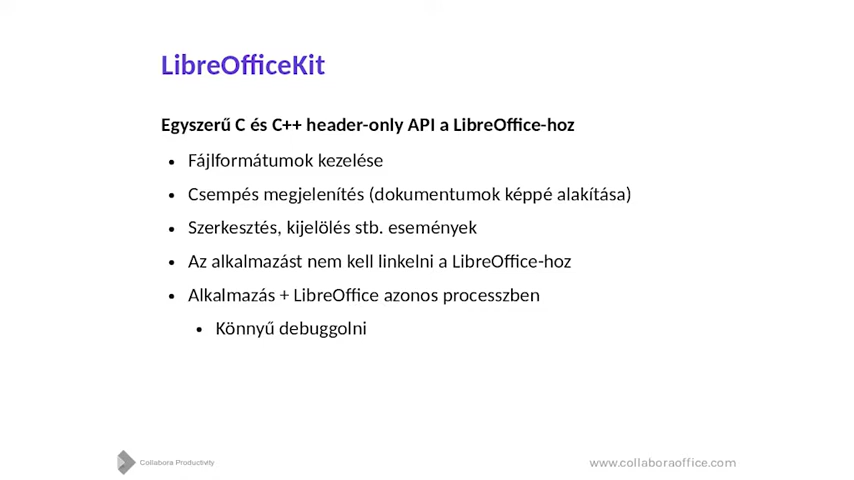 LibreOfficeKit
Egyszerű C és C++ header-only API a LibreOffice-hoz
• Fájlformátumok kezelése
• Csempés megjelenítés (dokumentumok képpé alakítása)
• Szerkesztés, kijelölés stb. események
• Az alkalmazást nem kell linkelni a LibreOffice-hoz
• Alkalmazás + LibreOffice azonos processzben
• Könnyű debuggolni
Collabora Productivity
www.collaboraoffice.com